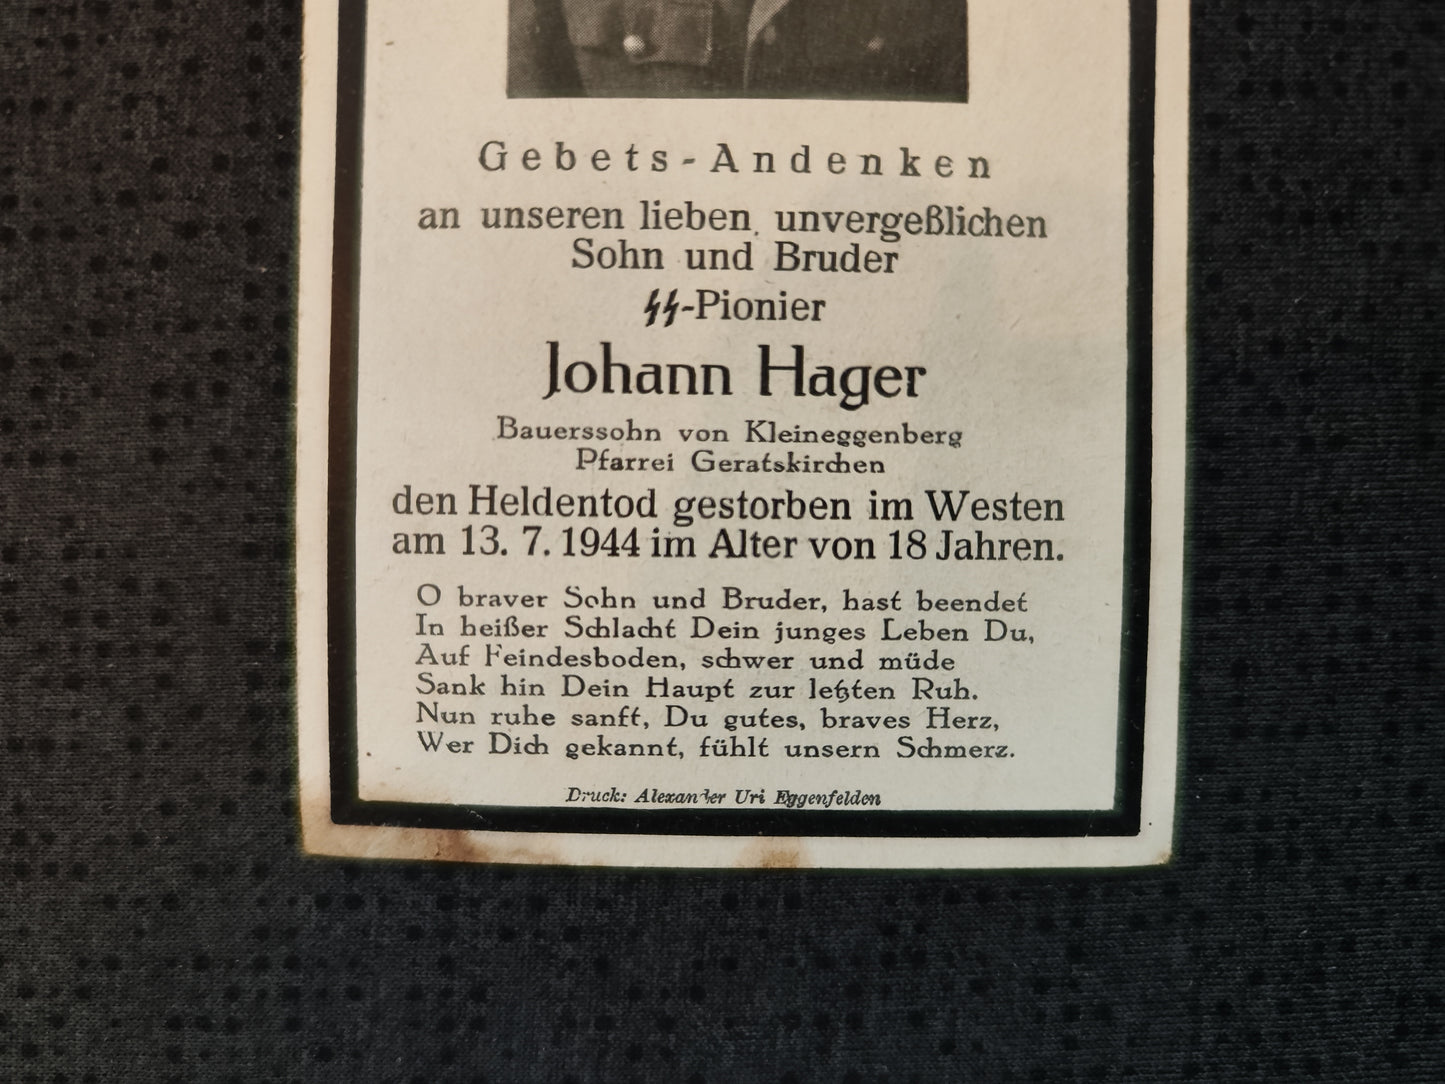 Gebets-Andenken
an unseren lieben, unvergeßlichen
Sohn und Bruder
ᛋᛋ-Pionier
Johann Hager
Bauerssohn von Kleineggenberg
Pfarrei Geratskirchen
den Heldentod gestorben im Westen
am 13. 7. 1944 im Alter von 18 Jahren.
O braver Sohn und Bruder, hast beendet
In heißer Schlacht Dein junges Leben Du,
Auf Feindesboden, schwer und müde
Sank hin Dein Haupt zur letzten Ruh.
Nun ruhe sanft, Du gutes, braves Herz,
Wer Dich gekannt, fühlt unsern Schmerz.
Druck: Alexander Uri Eggenfelden